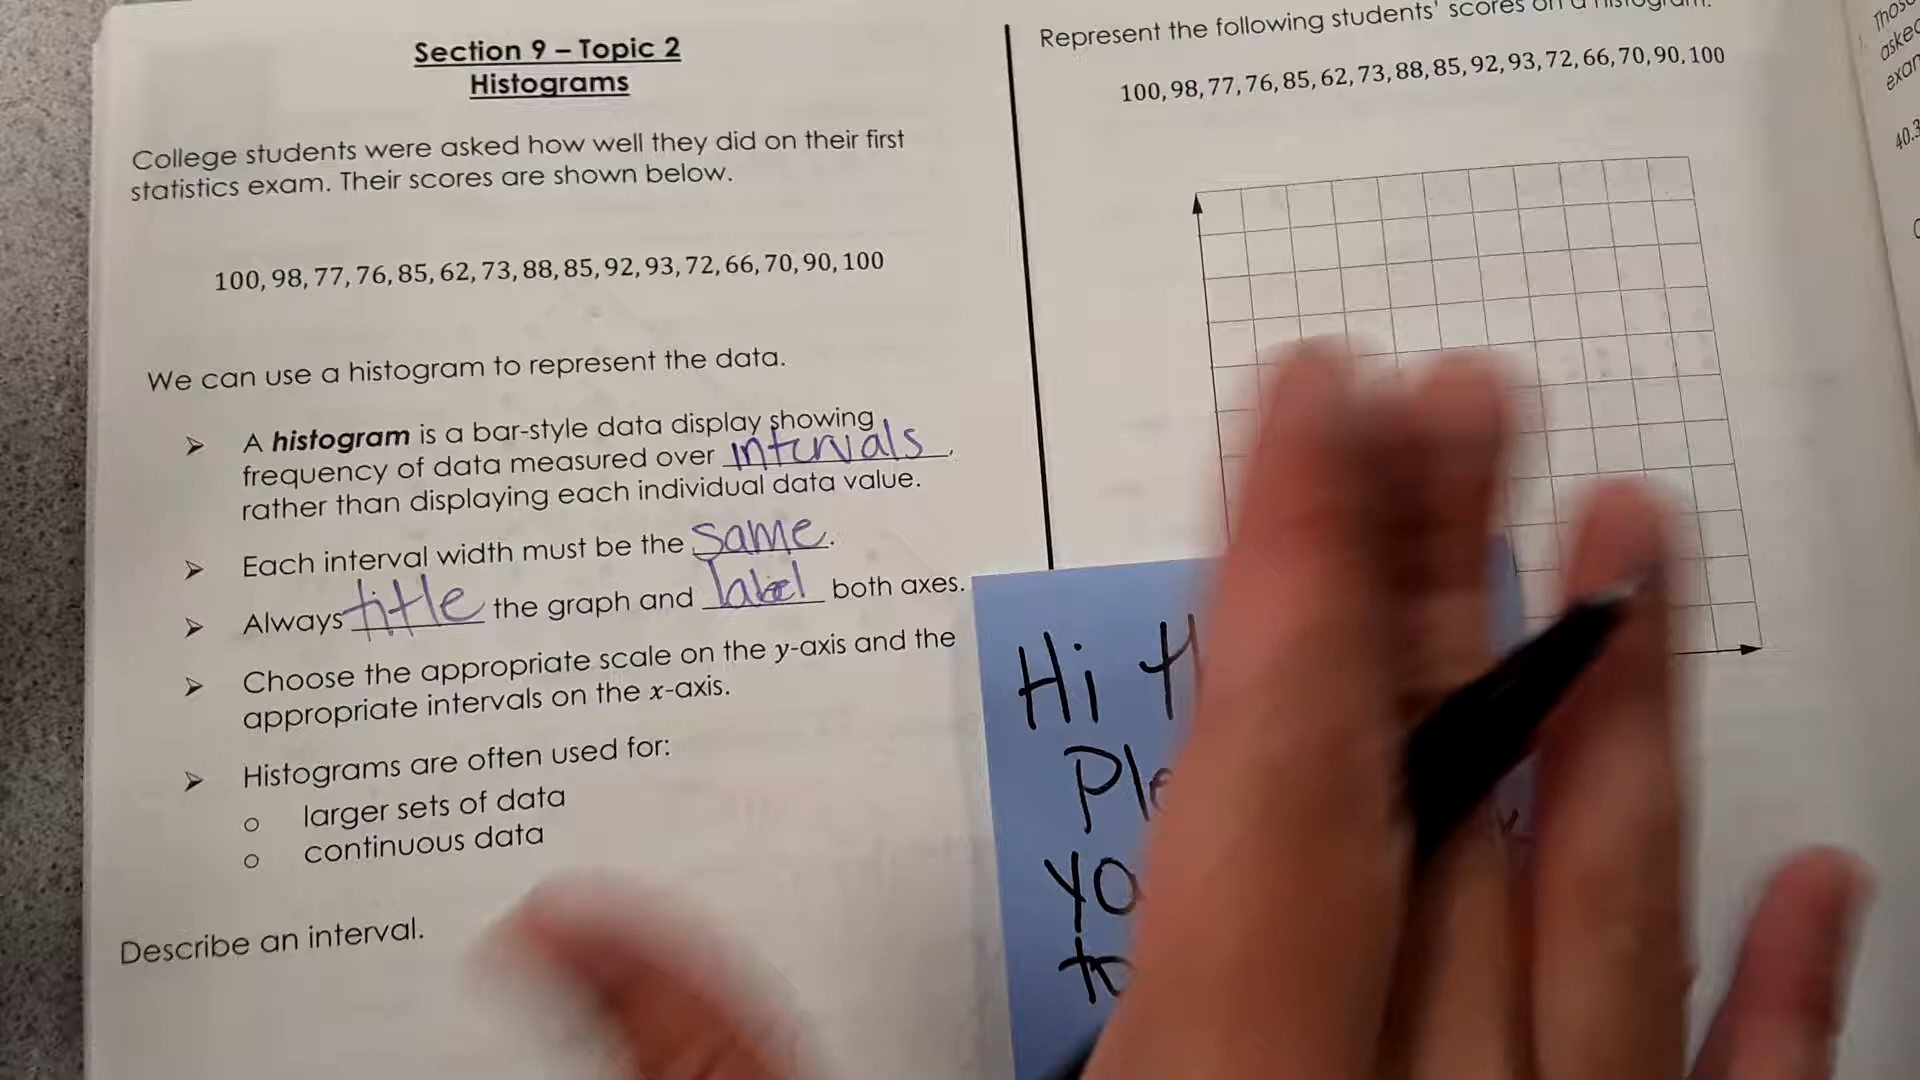 Section 9 – Topic 2
Histograms
College students were asked how well they did on their first
statistics exam. Their scores are shown below.
100, 98, 77, 76, 85, 62, 73, 88, 85, 92, 93, 72, 66, 70, 90, 100
We can use a histogram to represent the data.
➢ A histogram is a bar-style data display showing
frequency of data measured over intervals,
rather than displaying each individual data value.
➢ Each interval width must be the same.
➢ Always title the graph and label both axes.
➢ Choose the appropriate scale on the y-axis and the
appropriate intervals on the x-axis.
➢ Histograms are often used for:
o larger sets of data
o continuous data
Describe an interval.
Represent the following students' scores on a histogram.
100, 98, 77, 76, 85, 62, 73, 88, 85, 92, 93, 72, 66, 70, 90, 100
Hi